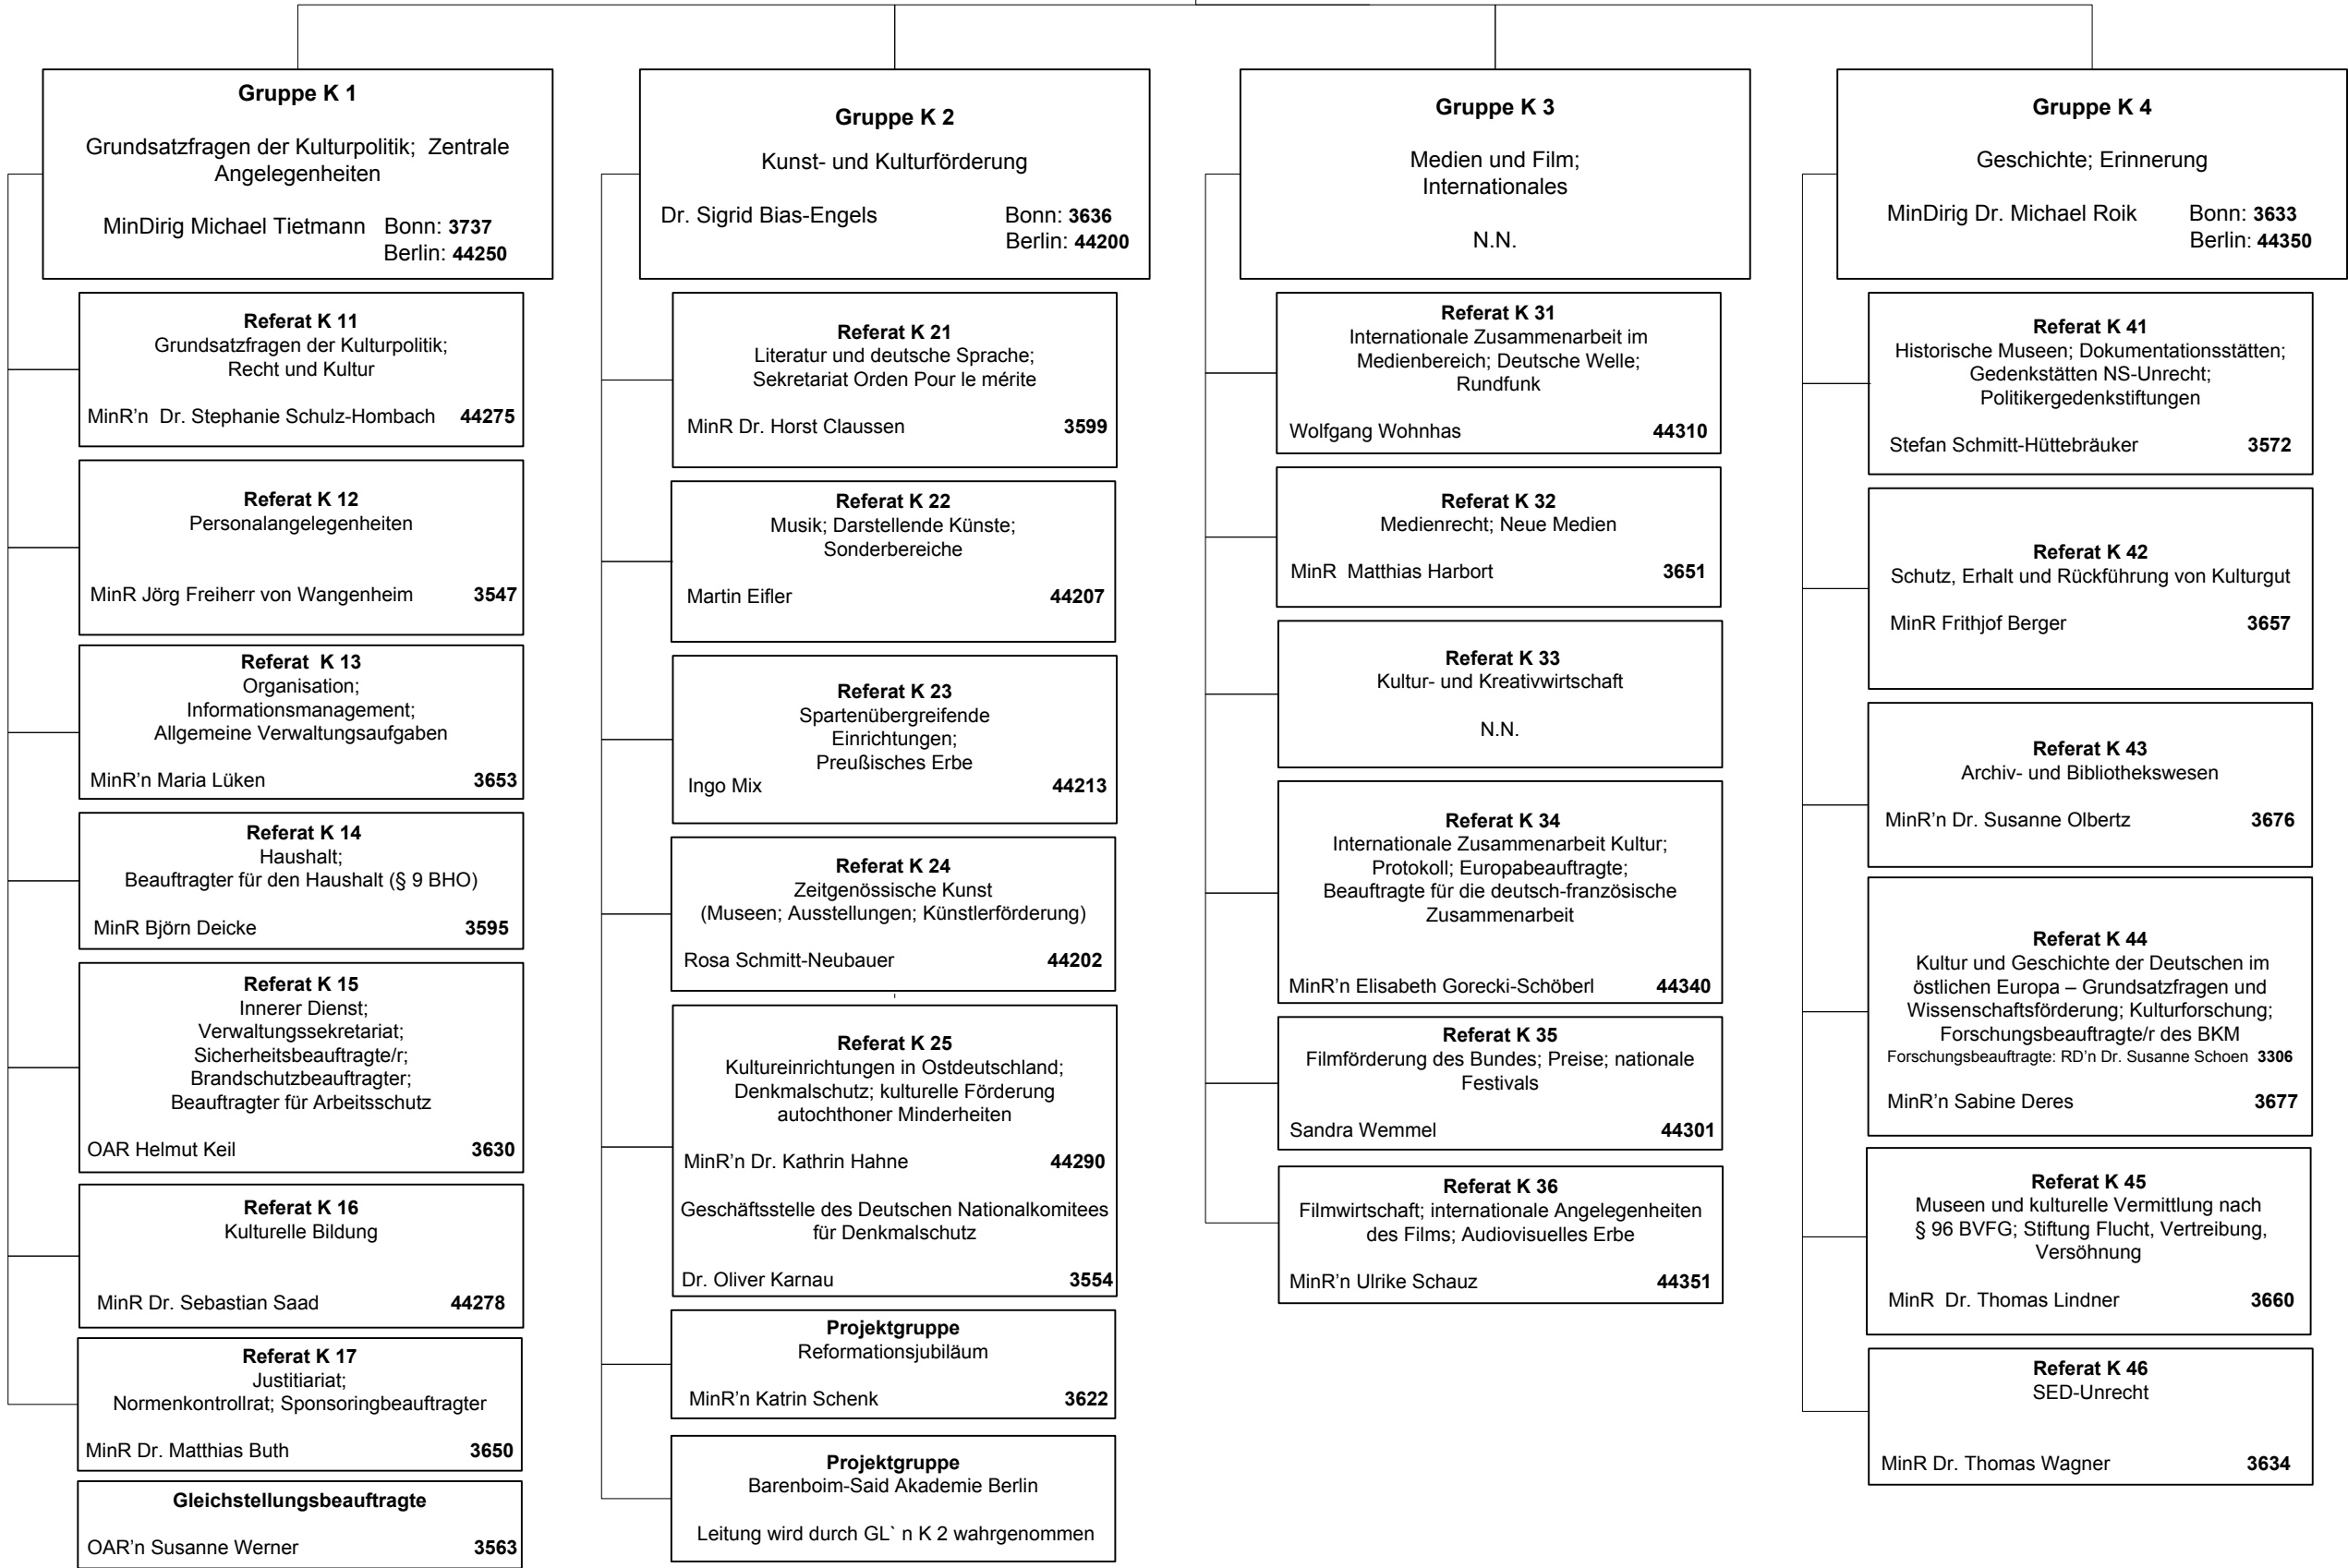 Gruppe K 1
Grundsatzfragen der Kulturpolitik;  Zentrale
Angelegenheiten
MinDirig Michael Tietmann   Bonn: 3737
Berlin: 44250
Referat K 11
Grundsatzfragen der Kulturpolitik;
Recht und Kultur
MinR’n  Dr. Stephanie Schulz-Hombach   44275
Referat K 12
Personalangelegenheiten
MinR Jörg Freiherr von Wangenheim   3547
Referat  K 13
Organisation;
Informationsmanagement;
Allgemeine Verwaltungsaufgaben
MinR’n Maria Lüken   3653
Referat K 14
Haushalt;
Beauftragter für den Haushalt (§ 9 BHO)
MinR Björn Deicke   3595
Referat K 15
Innerer Dienst;
Verwaltungssekretariat;
Sicherheitsbeauftragte/r;
Brandschutzbeauftragter;
Beauftragter für Arbeitsschutz
OAR Helmut Keil   3630
Referat K 16
Kulturelle Bildung
MinR Dr. Sebastian Saad   44278
Referat K 17
Justitiariat;
Normenkontrollrat; Sponsoringbeauftragter
MinR Dr. Matthias Buth   3650
Gleichstellungsbeauftragte
OAR’n Susanne Werner   3563
Gruppe K 2
Kunst- und Kulturförderung
Dr. Sigrid Bias-Engels   Bonn: 3636
Berlin: 44200
Referat K 21
Literatur und deutsche Sprache;
Sekretariat Orden Pour le mérite
MinR Dr. Horst Claussen   3599
Referat K 22
Musik; Darstellende Künste;
Sonderbereiche
Martin Eifler   44207
Referat K 23
Spartenübergreifende
Einrichtungen;
Preußisches Erbe
Ingo Mix   44213
Referat K 24
Zeitgenössische Kunst
(Museen; Ausstellungen; Künstlerförderung)
Rosa Schmitt-Neubauer   44202
Referat K 25
Kultureinrichtungen in Ostdeutschland;
Denkmalschutz; kulturelle Förderung
autochthoner Minderheiten
MinR’n Dr. Kathrin Hahne   44290
Geschäftsstelle des Deutschen Nationalkomitees
für Denkmalschutz
Dr. Oliver Karnau   3554
Projektgruppe
Reformationsjubiläum
MinR’n Katrin Schenk   3622
Projektgruppe
Barenboim-Said Akademie Berlin
Leitung wird durch GL` n K 2 wahrgenommen
Gruppe K 3
Medien und Film;
Internationales
N.N.
Referat K 31
Internationale Zusammenarbeit im
Medienbereich; Deutsche Welle;
Rundfunk
Wolfgang Wohnhas   44310
Referat K 32
Medienrecht; Neue Medien
MinR  Matthias Harbort   3651
Referat K 33
Kultur- und Kreativwirtschaft
N.N.
Referat K 34
Internationale Zusammenarbeit Kultur;
Protokoll; Europabeauftragte;
Beauftragte für die deutsch-französische
Zusammenarbeit
MinR’n Elisabeth Gorecki-Schöberl   44340
Referat K 35
Filmförderung des Bundes; Preise; nationale
Festivals
Sandra Wemmel   44301
Referat K 36
Filmwirtschaft; internationale Angelegenheiten
des Films; Audiovisuelles Erbe
MinR’n Ulrike Schauz   44351
Gruppe K 4
Geschichte; Erinnerung
MinDirig Dr. Michael Roik   Bonn: 3633
Berlin: 44350
Referat K 41
Historische Museen; Dokumentationsstätten;
Gedenkstätten NS-Unrecht;
Politikergedenkstiftungen
Stefan Schmitt-Hüttebräuker   3572
Referat K 42
Schutz, Erhalt und Rückführung von Kulturgut
MinR Frithjof Berger   3657
Referat K 43
Archiv- und Bibliothekswesen
MinR’n Dr. Susanne Olbertz   3676
Referat K 44
Kultur und Geschichte der Deutschen im
östlichen Europa – Grundsatzfragen und
Wissenschaftsförderung; Kulturforschung;
Forschungsbeauftragte/r des BKM
Forschungsbeauftragte: RD’n Dr. Susanne Schoen  3306
MinR’n Sabine Deres   3677
Referat K 45
Museen und kulturelle Vermittlung nach
§ 96 BVFG; Stiftung Flucht, Vertreibung,
Versöhnung
MinR  Dr. Thomas Lindner   3660
Referat K 46
SED-Unrecht
MinR Dr. Thomas Wagner   3634